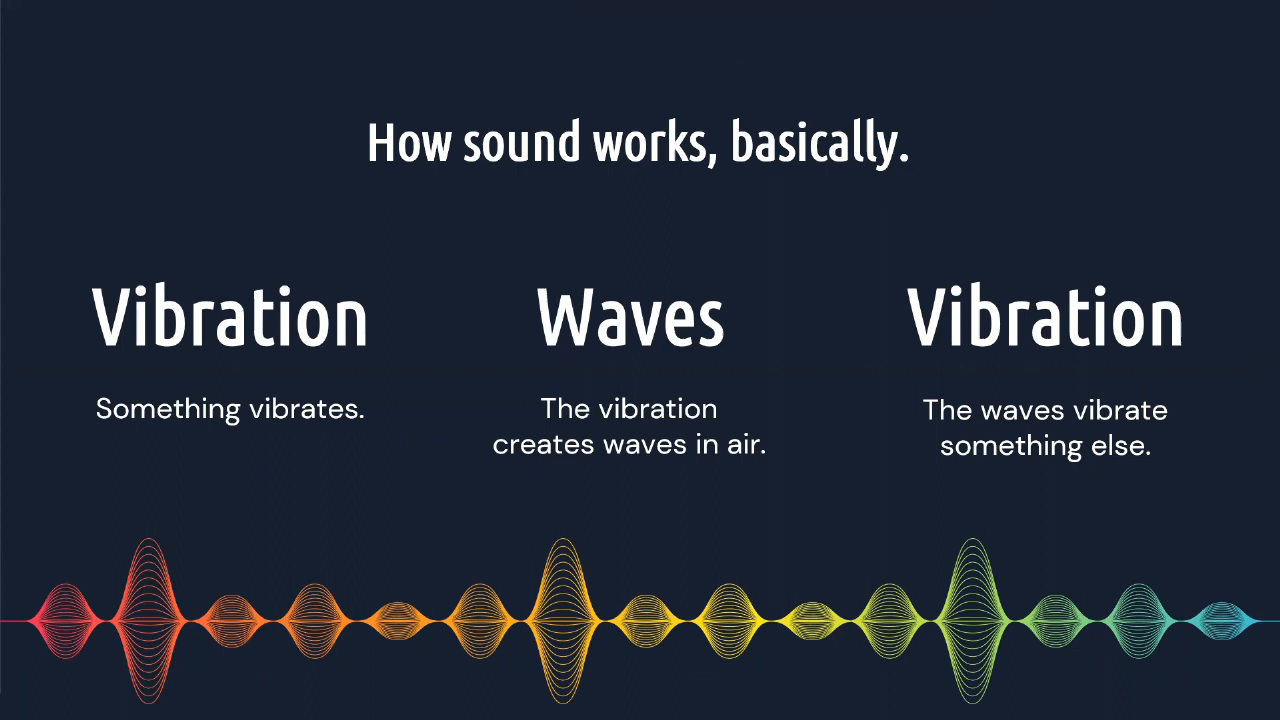 How sound works, basically.
Vibration
Something vibrates.
Waves
The vibration
creates waves in air.
Vibration
The waves vibrate
something else.